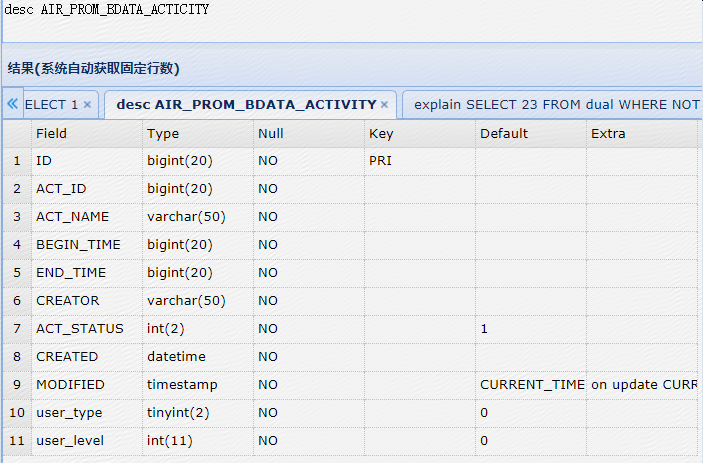 desc AIR_PROM_BDATA_ACTICITY
结果(系统自动获取固定行数)
ELECT 1 desc AIR_PROM_BDATA_ACTIVITY explain SELECT 23 FROM dual WHERE NOT
Field Type Null Key Default Extra
1 ID bigint(20) NO PRI
2 ACT_ID bigint(20) NO
3 ACT_NAME varchar(50) NO
4 BEGIN_TIME bigint(20) NO
5 END_TIME bigint(20) NO
6 CREATOR varchar(50) NO
7 ACT_STATUS int(2) NO 1
8 CREATED datetime NO
9 MODIFIED timestamp NO CURRENT_TIME on update CURR
10 user_type tinyint(2) NO 0
11 user_level int(11) NO 0